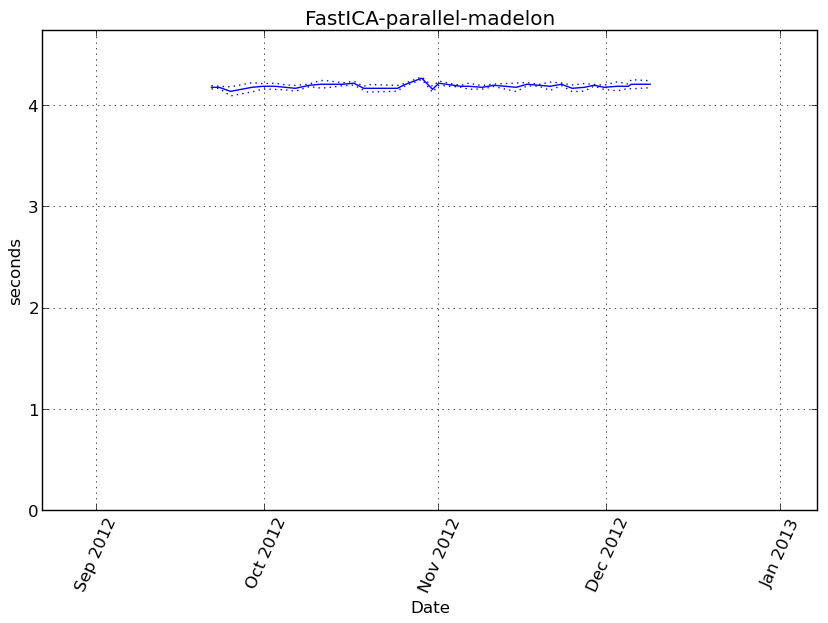 FastICA-parallel-madelon
4
3
2
1
0
seconds
Sep 2012
Oct 2012
Nov 2012
Dec 2012
Jan 2013
Date